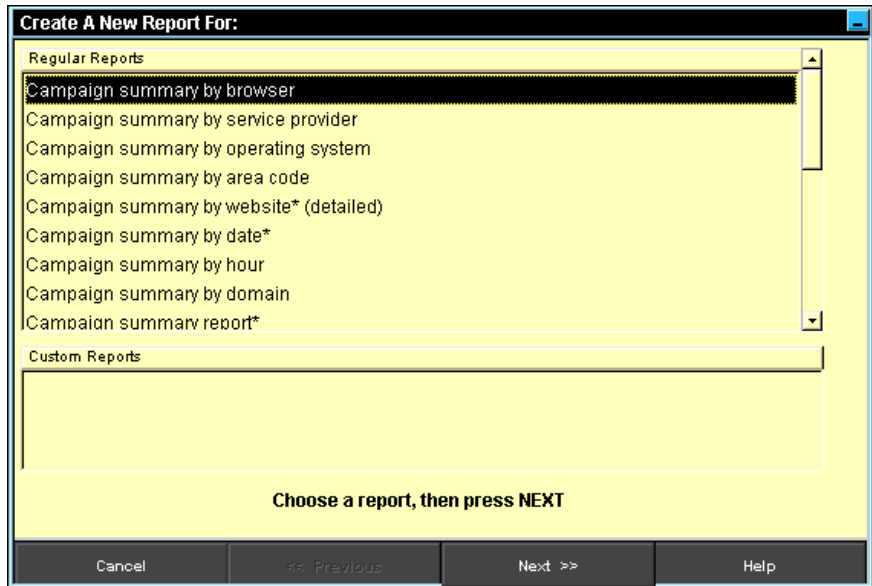 Create A New Report For:
Regular Reports
Campaign summary by browser
Campaign summary by service provider
Campaign summary by operating system
Campaign summary by area code
Campaign summary by website* (detailed)
Campaign summary by date*
Campaign summary by hour
Campaign summary by domain
Campaign summary report*
Custom Reports
Choose a report, then press NEXT
Cancel << Previous Next >> Help